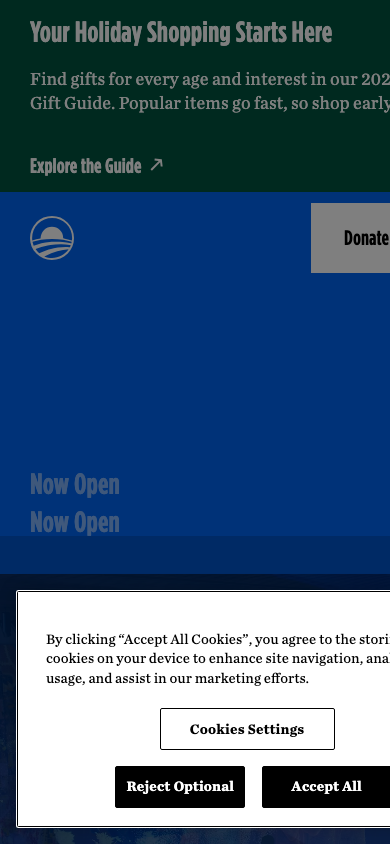 Your Holiday Shopping Starts Here
Find gifts for every age and interest in our 202
Gift Guide. Popular items go fast, so shop early
Explore the Guide ↗
Donate
Now Open
Now Open
By clicking “Accept All Cookies”, you agree to the stori
cookies on your device to enhance site navigation, ana
usage, and assist in our marketing efforts.
Cookies Settings
Reject Optional
Accept All